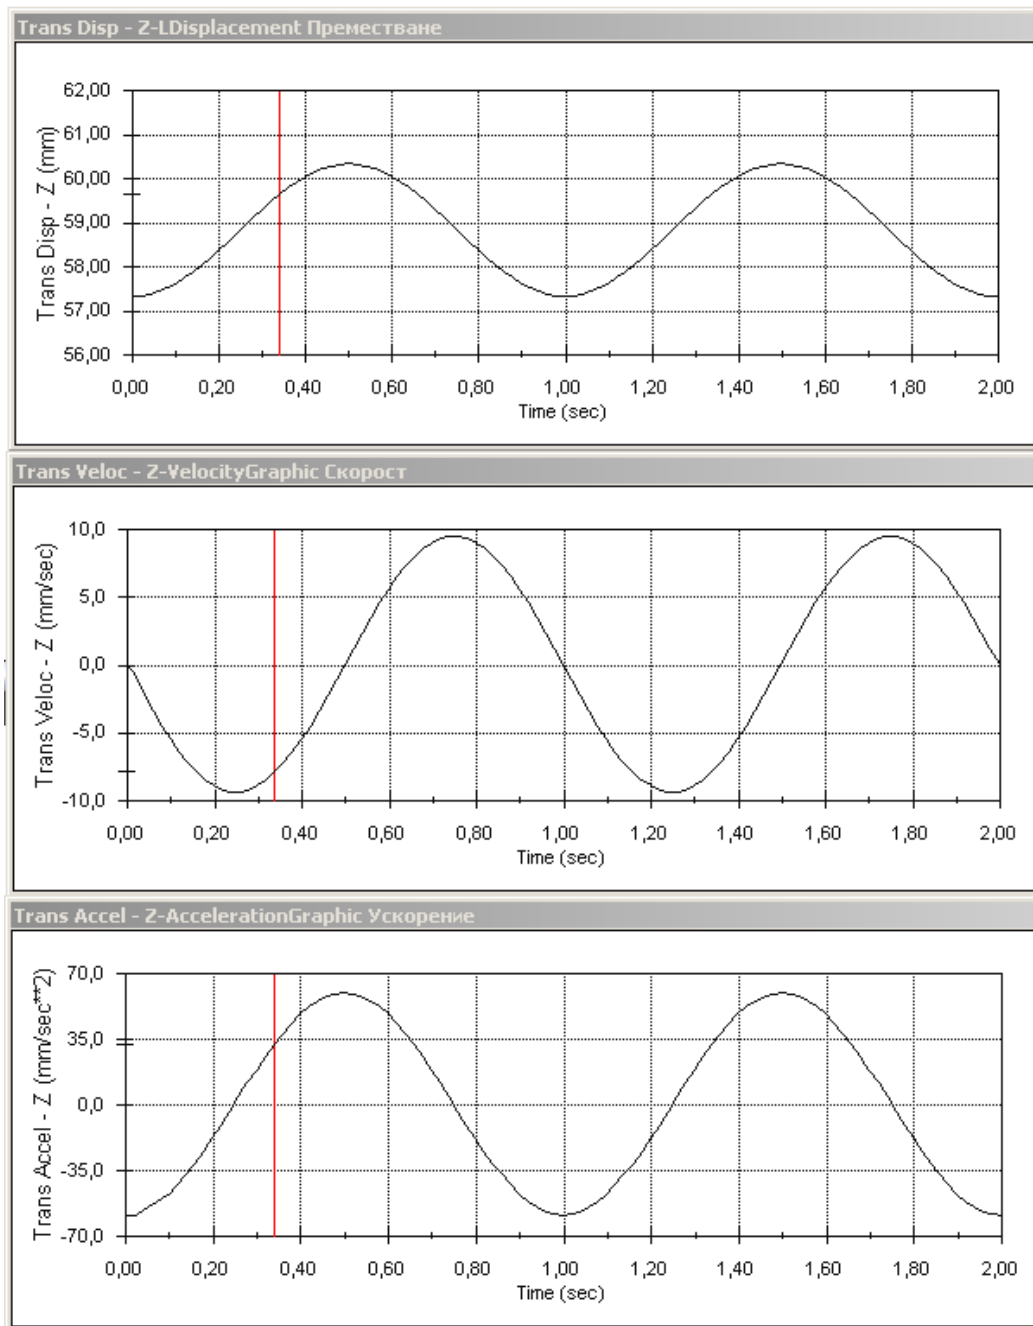 Trans Disp - Z-LDisplacement Преместване
Trans Disp - Z (mm)
62,00
61,00
60,00
59,00
58,00
57,00
56,00
0,00 0,20 0,40 0,60 0,80 1,00 1,20 1,40 1,60 1,80 2,00
Time (sec)
Trans Veloc - Z-VelocityGraphic Скорост
Trans Veloc - Z (mm/sec)
10,0
5,0
0,0
-5,0
-10,0
0,00 0,20 0,40 0,60 0,80 1,00 1,20 1,40 1,60 1,80 2,00
Time (sec)
Trans Accel - Z-AccelerationGraphic Ускорение
Trans Accel - Z (mm/sec**2)
70,0
35,0
0,0
-35,0
-70,0
0,00 0,20 0,40 0,60 0,80 1,00 1,20 1,40 1,60 1,80 2,00
Time (sec)